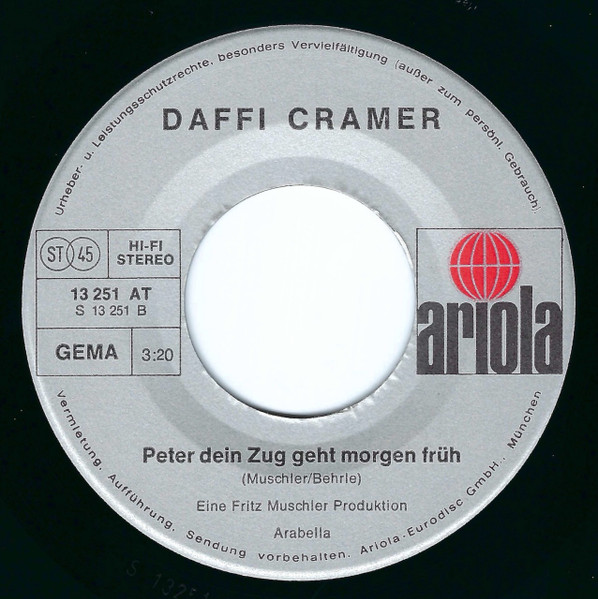 Urheber- u. Leistungsschutzrechte, besonders Vervielfältigung (außer zum persönl. Gebrauch),
DAFFI CRAMER
ST 45
HI-FI
STEREO
13 251 AT
S 13 251 B
GEMA
3:20
ariola
Peter dein Zug geht morgen früh
(Muschler/Behrle)
Eine Fritz Muschler Produktion
Arabella
Vermietung, Aufführung, Sendung vorbehalten. Ariola-Eurodisc GmbH., München